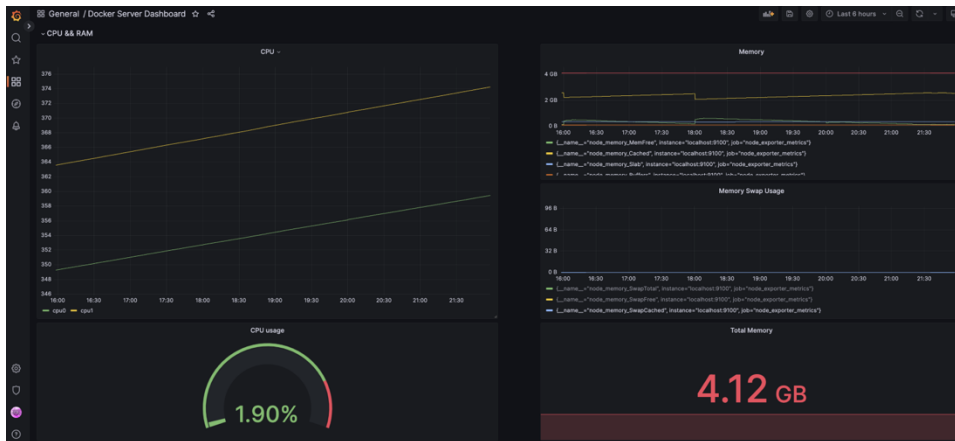 General / Docker Server Dashboard
Last 6 hours
CPU && RAM
CPU
376
374
372
370
368
366
364
362
360
358
356
354
352
350
348
346
16:00 16:30 17:00 17:30 18:00 18:30 19:00 19:30 20:00 20:30 21:00 21:30
cpu0 cpu1
Memory
4 GB
2 GB
0 B
16:00 16:30 17:00 17:30 18:00 18:30 19:00 19:30 20:00 20:30 21:00 21:30
{__name__="node_memory_MemFree", instance="localhost:9100", job="node_exporter_metrics"}
{__name__="node_memory_Cached", instance="localhost:9100", job="node_exporter_metrics"}
{__name__="node_memory_Slab", instance="localhost:9100", job="node_exporter_metrics"}
{__name__="node_memory_Buffers", instance="localhost:9100", job="node_exporter_metrics"}
Memory Swap Usage
96 B
64 B
32 B
0 B
16:00 16:30 17:00 17:30 18:00 18:30 19:00 19:30 20:00 20:30 21:00 21:30
{__name__="node_memory_SwapTotal", instance="localhost:9100", job="node_exporter_metrics"}
{__name__="node_memory_SwapFree", instance="localhost:9100", job="node_exporter_metrics"}
{__name__="node_memory_SwapCached", instance="localhost:9100", job="node_exporter_metrics"}
CPU usage
1.90%
Total Memory
4.12 GB